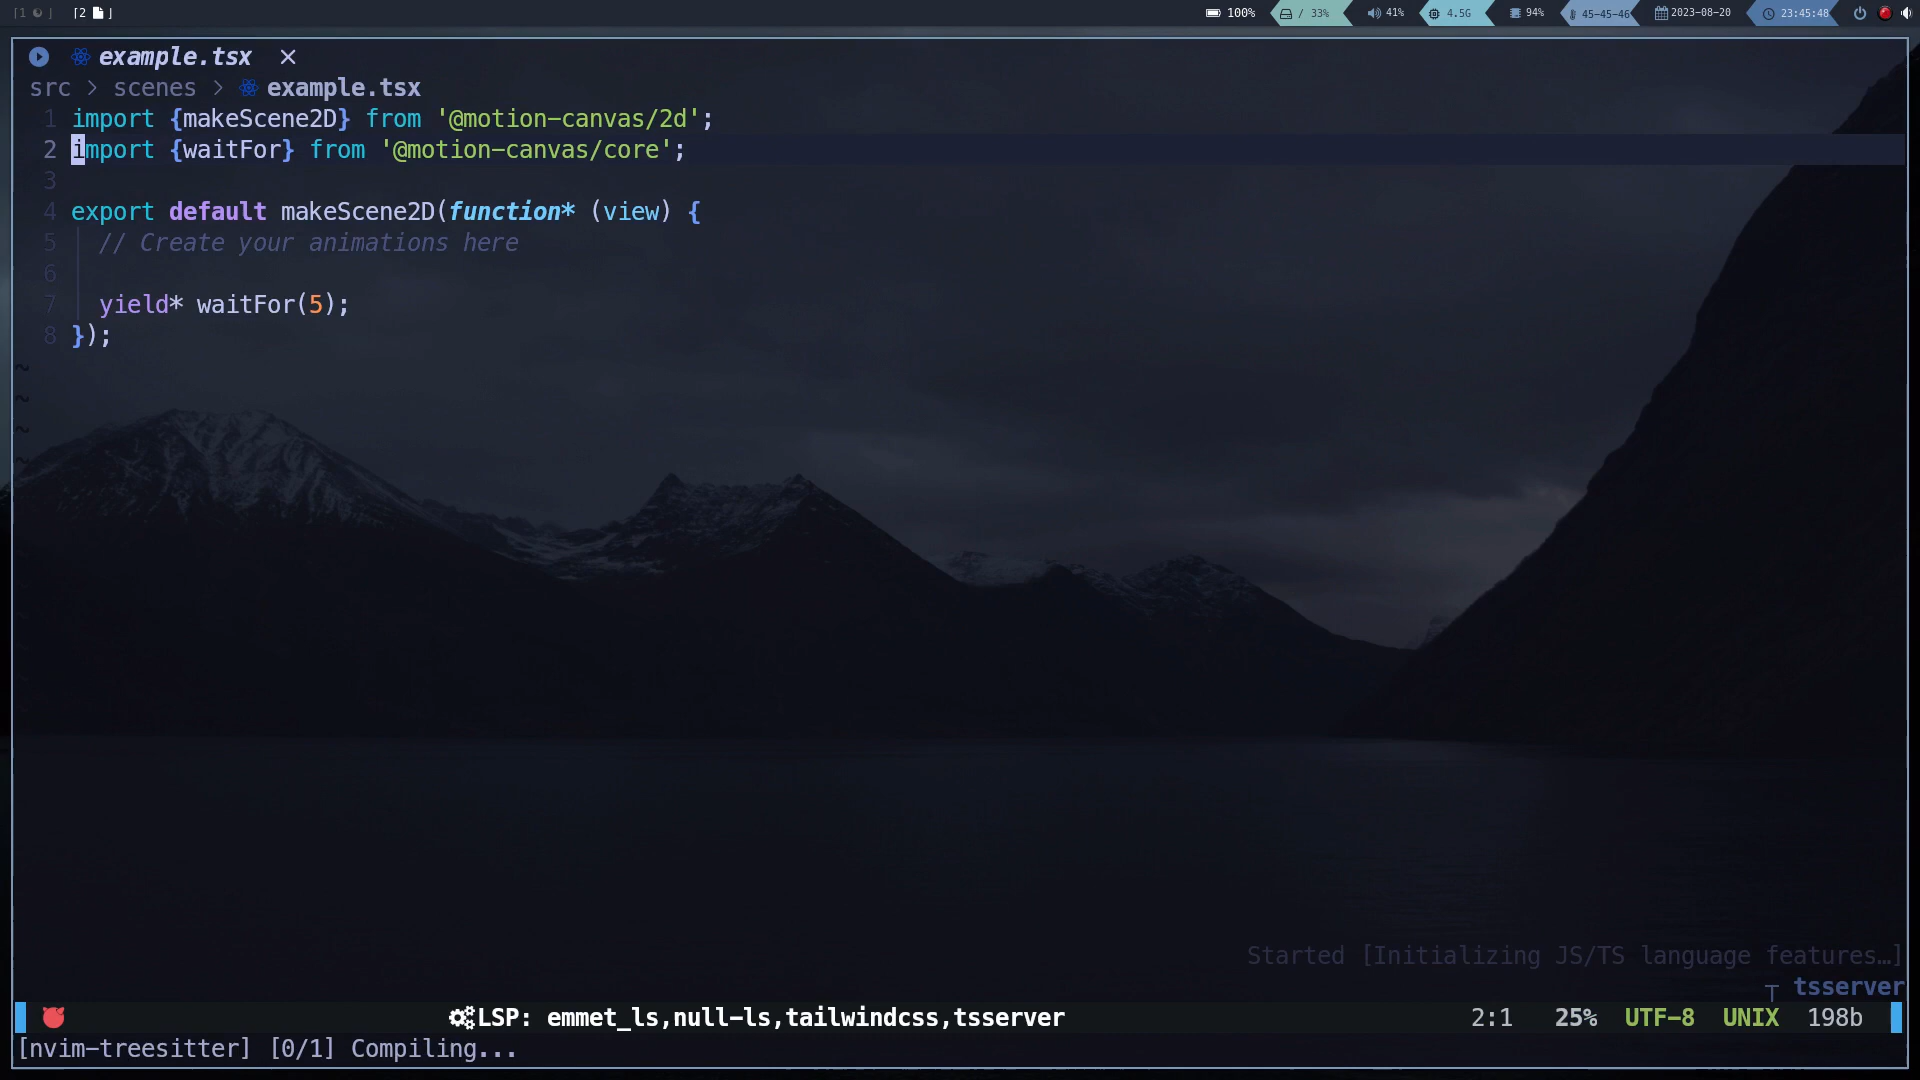 [1 ] [2 ] 100% / 33% 41% 4.5G 94% 45-45-46 2023-08-20 23:45:48
example.tsx
src > scenes > example.tsx
1 import {makeScene2D} from '@motion-canvas/2d';
2 import {waitFor} from '@motion-canvas/core';
3
4 export default makeScene2D(function* (view) {
5 // Create your animations here
6
7 yield* waitFor(5);
8 });
~
~
~
~
Started [Initializing JS/TS language features…]
┬ tsserver
LSP: emmet_ls,null-ls,tailwindcss,tsserver 2:1 25% UTF-8 UNIX 198b
[nvim-treesitter] [0/1] Compiling...